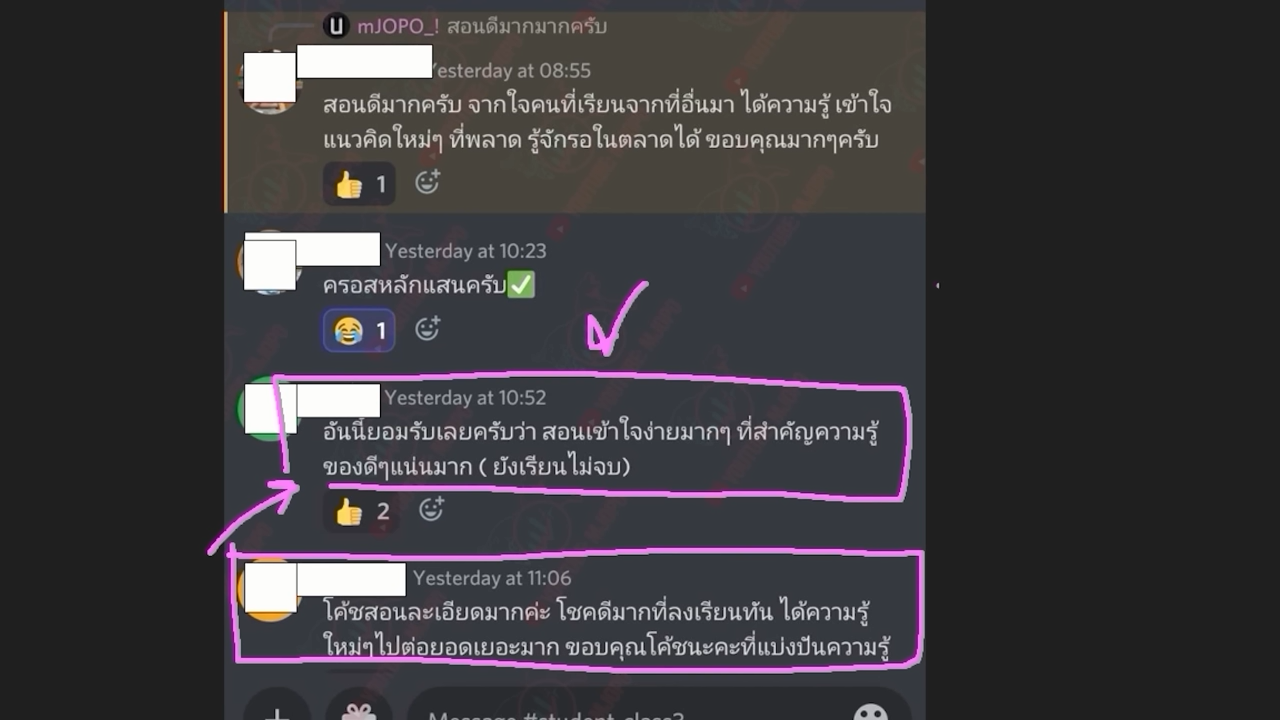 U mJOPO_! สอนดีมากมากครับ
Yesterday at 08:55
สอนดีมากครับ จากใจคนที่เรียนจากที่อื่นมา ได้ความรู้ เข้าใจ
แนวคิดใหม่ๆ ที่พลาด รู้จักรอในตลาดได้ ขอบคุณมากๆครับ
1
Yesterday at 10:23
ครอสหลักแสนครับ
1
Yesterday at 10:52
อันนี้ยอมรับเลยครับว่า สอนเข้าใจง่ายมากๆ ที่สำคัญความรู้
ของดีๆแน่นมาก ( ยังเรียนไม่จบ)
2
Yesterday at 11:06
โค้ชสอนละเอียดมากค่ะ โชคดีมากที่ลงเรียนทัน ได้ความรู้
ใหม่ๆไปต่อยอดเยอะมาก ขอบคุณโค้ชนะคะที่แบ่งปันความรู้
Message #student-class3